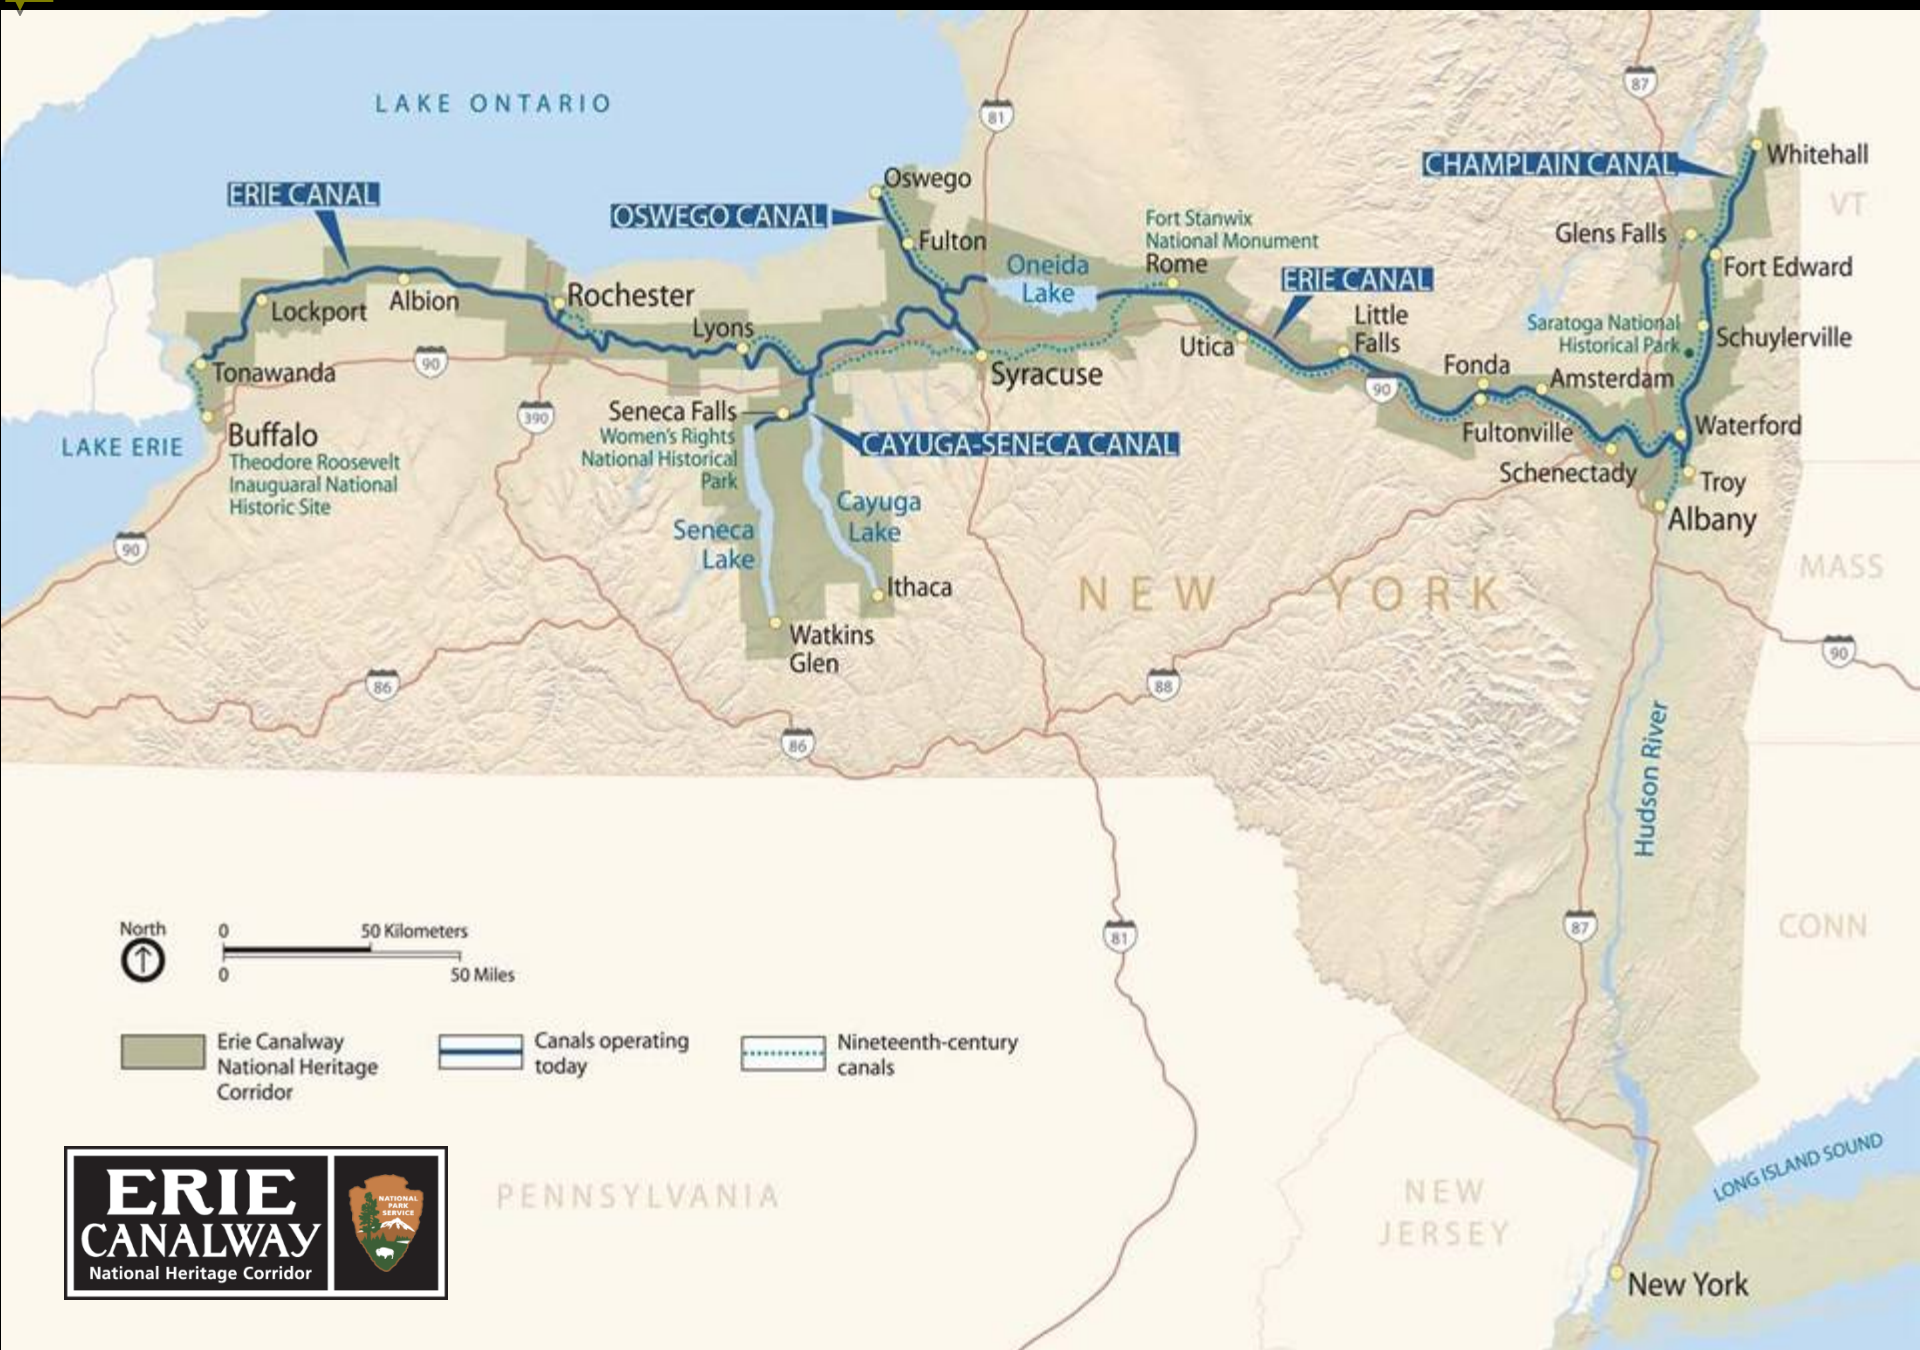 LAKE ONTARIO
81
87
ERIE CANAL
OSWEGO CANAL
Oswego
Fulton
CHAMPLAIN CANAL
Whitehall
VT
Fort Stanwix
National Monument
Rome
Glens Falls
Fort Edward
Oneida
Lake
ERIE CANAL
Lockport
Albion
Rochester
Lyons
Little
Falls
Utica
Saratoga National
Historical Park
Schuylerville
Tonawanda
90
Syracuse
90
Fonda
Amsterdam
390
Seneca Falls
Women's Rights
National Historical
Park
CAYUGA-SENECA CANAL
Fultonville
Waterford
Schenectady
Troy
Albany
LAKE ERIE
Buffalo
Theodore Roosevelt
Inauguaral National
Historic Site
90
Seneca
Lake
Cayuga
Lake
Ithaca
Watkins
Glen
NEW YORK
MASS
90
86
86
88
Hudson River
87
CONN
81
North
0 50 Kilometers
0 50 Miles
Erie Canalway
National Heritage
Corridor
Canals operating
today
Nineteenth-century
canals
ERIE
CANALWAY
National Heritage Corridor
NATIONAL
PARK
SERVICE
PENNSYLVANIA
NEW
JERSEY
LONG ISLAND SOUND
New York